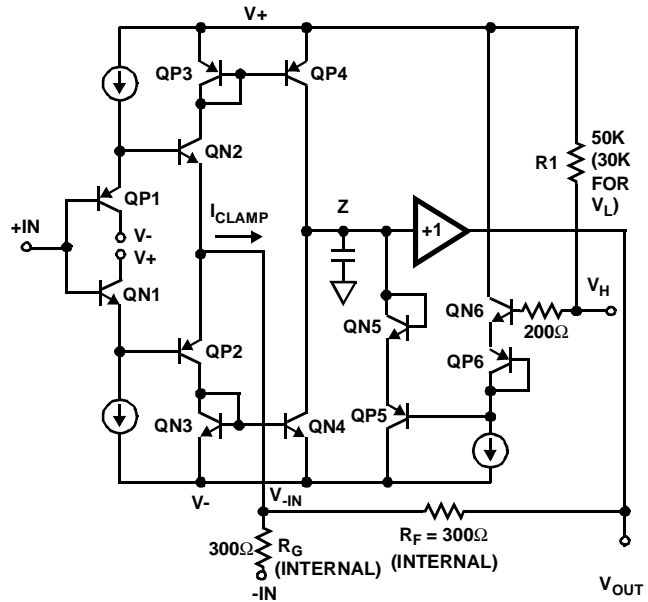 V+
QP3
QP4
50K
R1
(30K
FOR
VL)
QN2
QP1
+IN
ICLAMP
Z
V-
V+
+1
VH
QN1
QN5
QN6
200Ω
QP2
QP6
QP5
QN3
QN4
V-
V-IN
300Ω
RG
(INTERNAL)
RF = 300Ω
(INTERNAL)
-IN
VOUT